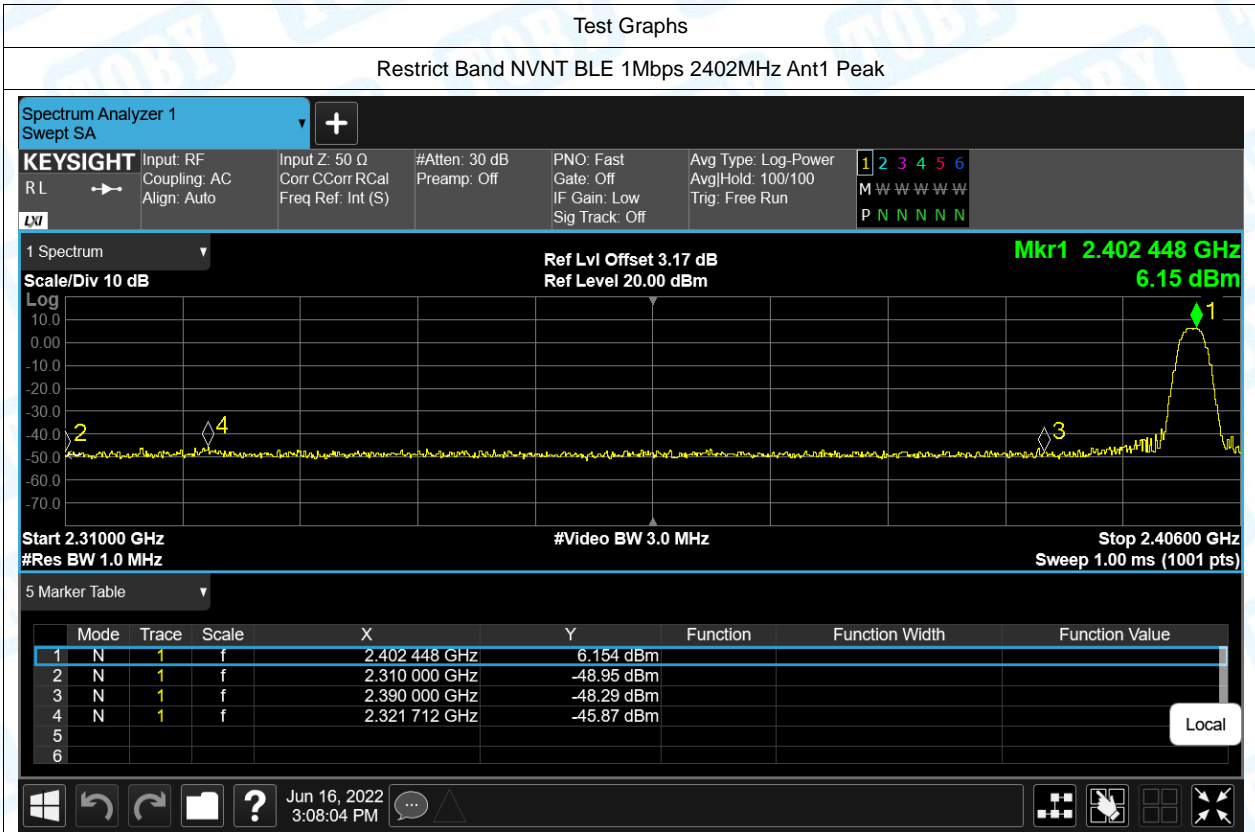 Test Graphs
Restrict Band NVNT BLE 1Mbps 2402MHz Ant1 Peak
Spectrum Analyzer 1
Swept SA
KEYSIGHT
RL
LXI
Input: RF
Coupling: AC
Align: Auto
Input Z: 50 Ω
Corr CCorr RCal
Freq Ref: Int (S)
#Atten: 30 dB
Preamp: Off
PNO: Fast
Gate: Off
IF Gain: Low
Sig Track: Off
Avg Type: Log-Power
Avg|Hold: 100/100
Trig: Free Run
1 2 3 4 5 6
M W W W W W
P N N N N N
1 Spectrum
Scale/Div 10 dB
Ref Lvl Offset 3.17 dB
Ref Level 20.00 dBm
Mkr1 2.402 448 GHz
6.15 dBm
Log
10.0
0.00
-10.0
-20.0
-30.0
-40.0
-50.0
-60.0
-70.0
1
2
4
3
Start 2.31000 GHz
#Res BW 1.0 MHz
#Video BW 3.0 MHz
Stop 2.40600 GHz
Sweep 1.00 ms (1001 pts)
5 Marker Table
Mode Trace Scale X Y Function Function Width Function Value
1 N 1 f 2.402 448 GHz 6.154 dBm
2 N 1 f 2.310 000 GHz -48.95 dBm
3 N 1 f 2.390 000 GHz -48.29 dBm
4 N 1 f 2.321 712 GHz -45.87 dBm
5
6
Local
?
Jun 16, 2022
3:08:04 PM
TOBY